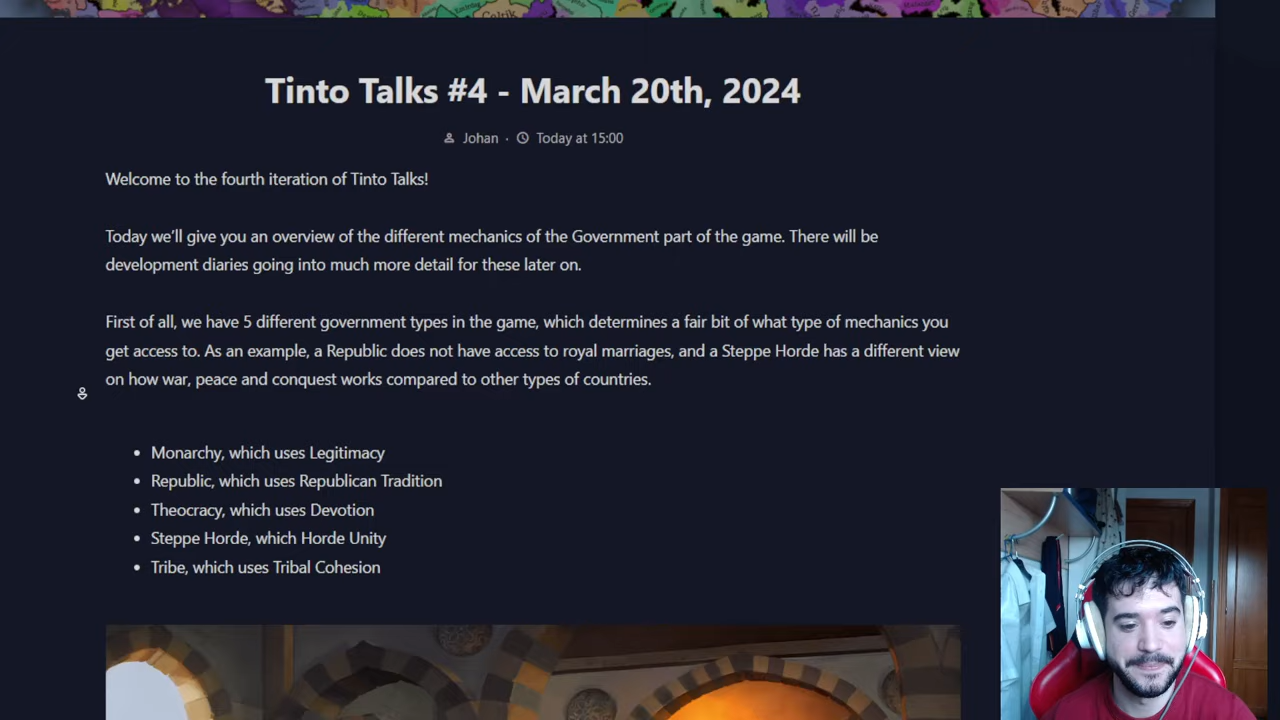 Tinto Talks #4 - March 20th, 2024
Johan · Today at 15:00
Welcome to the fourth iteration of Tinto Talks!
Today we'll give you an overview of the different mechanics of the Government part of the game. There will be
development diaries going into much more detail for these later on.
First of all, we have 5 different government types in the game, which determines a fair bit of what type of mechanics you
get access to. As an example, a Republic does not have access to royal marriages, and a Steppe Horde has a different view
on how war, peace and conquest works compared to other types of countries.
• Monarchy, which uses Legitimacy
• Republic, which uses Republican Tradition
• Theocracy, which uses Devotion
• Steppe Horde, which Horde Unity
• Tribe, which uses Tribal Cohesion